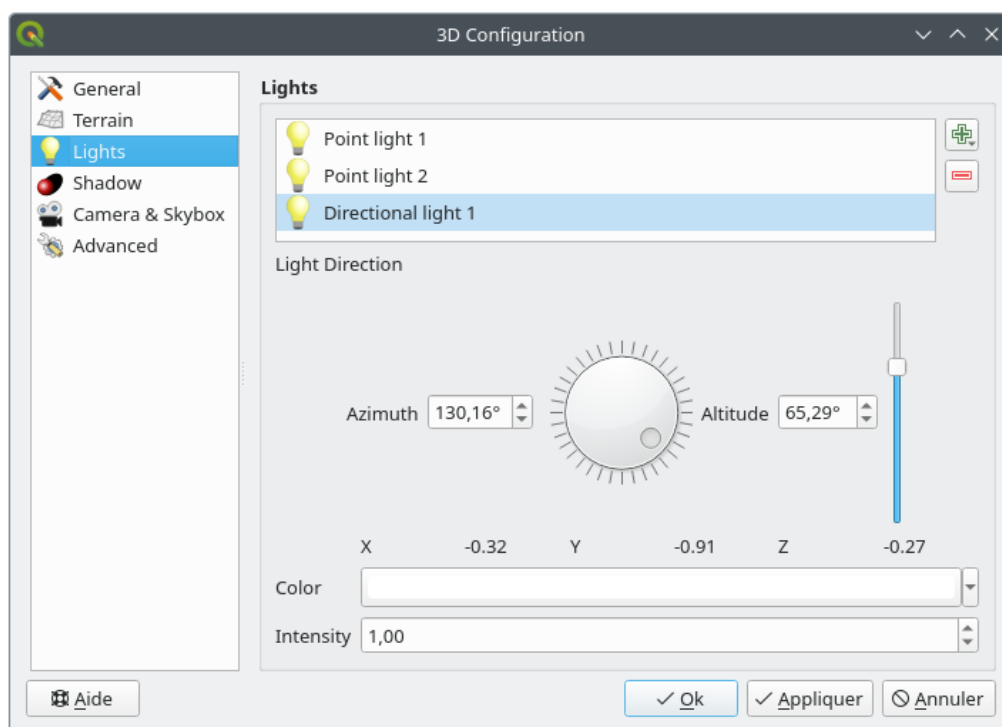 3D Configuration
General
Terrain
Lights
Shadow
Camera & Skybox
Advanced
Lights
Point light 1
Point light 2
Directional light 1
Light Direction
Azimuth 130,16° Altitude 65,29°
X -0.32 Y -0.91 Z -0.27
Color
Intensity 1,00
Aide Ok Appliquer Annuler